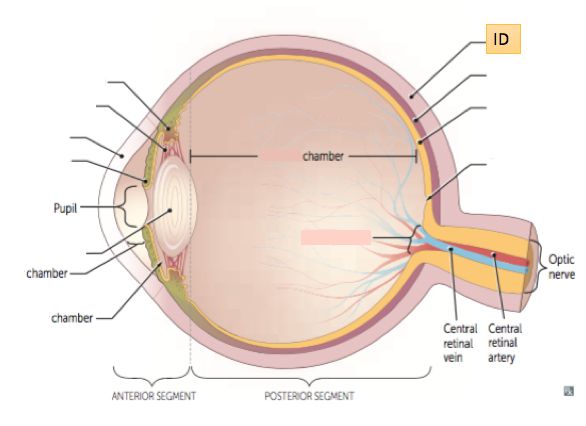 ID
chamber
Pupil
chamber
chamber
Optic
nerve
Central
retinal
vein
Central
retinal
artery
ANTERIOR SEGMENT
POSTERIOR SEGMENT